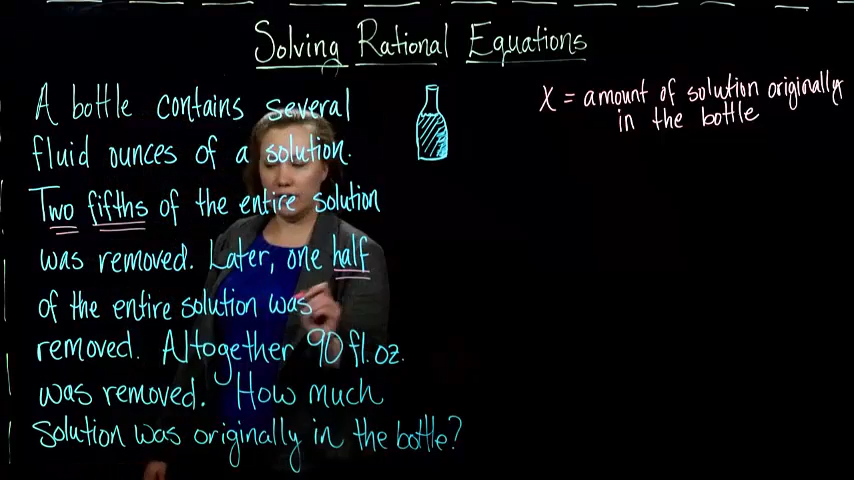 Solving Rational Equations
A bottle contains several
fluid ounces of a solution.
Two fifths of the entire solution
was removed. Later, one half
of the entire solution was
removed. Altogether 90 fl. oz.
was removed. How much
solution was originally in the bottle?
X = amount of solution originally
in the bottle